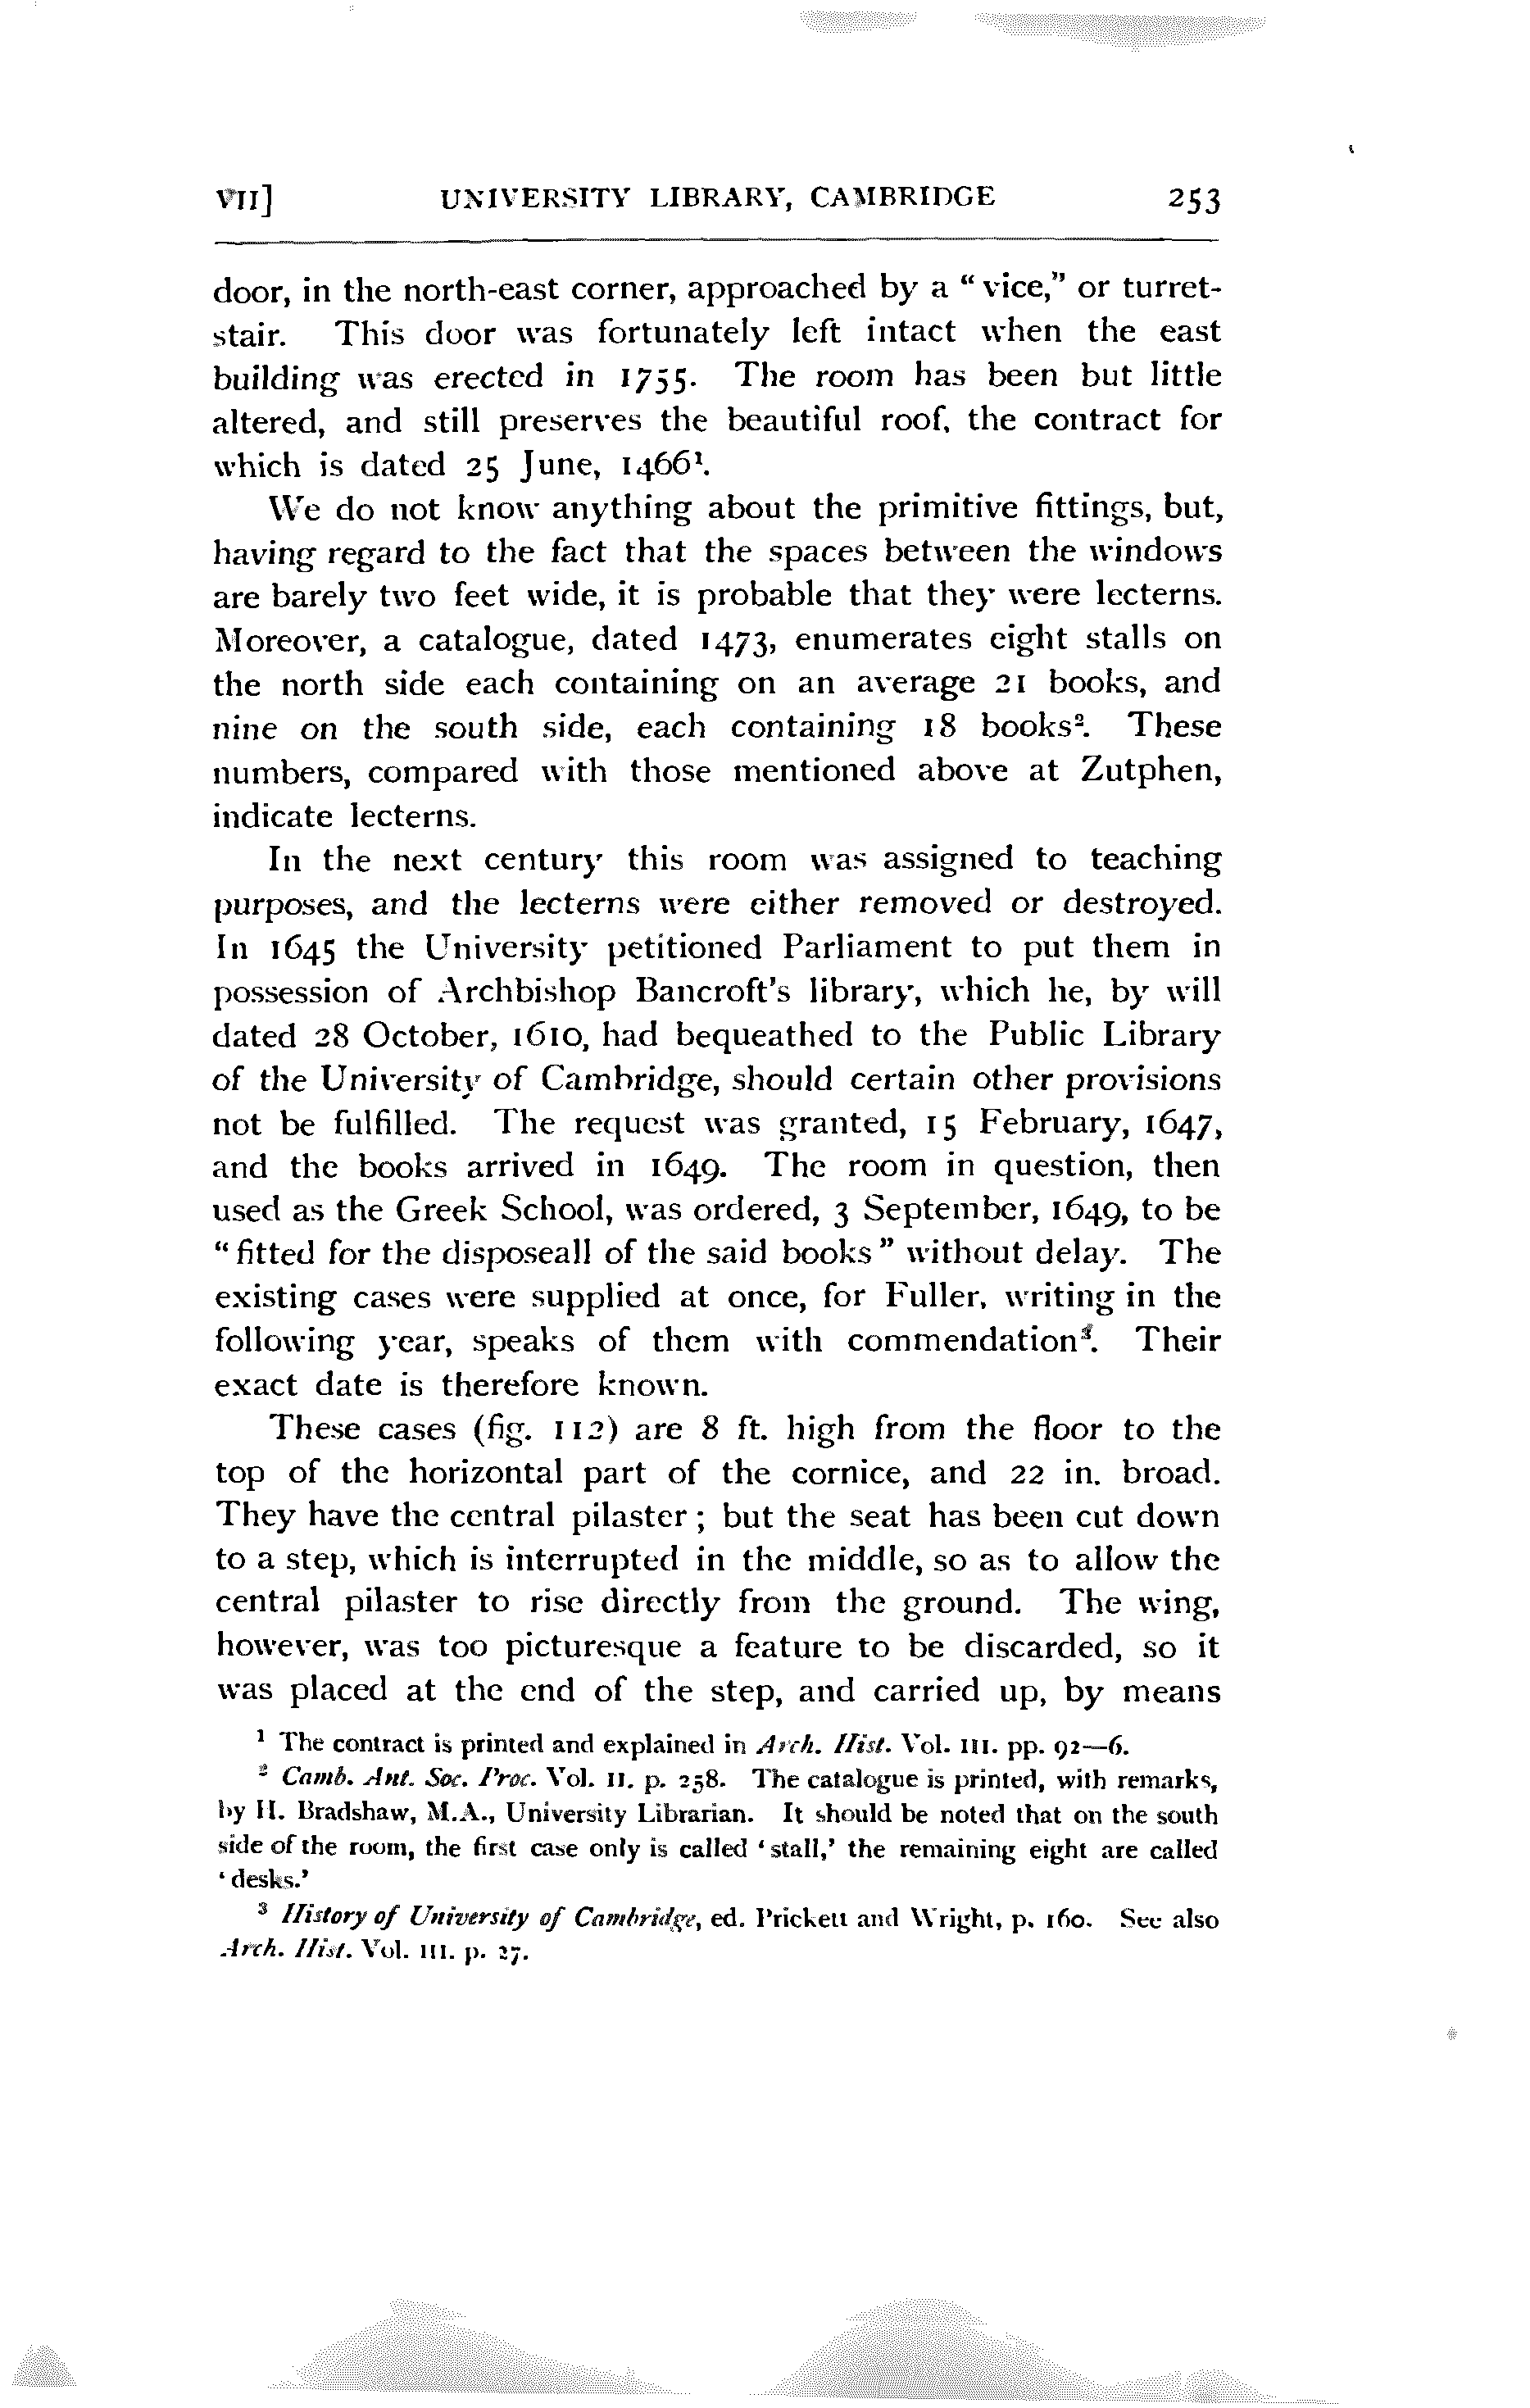 VII] UNIVERSITY LIBRARY, CAMBRIDGE 253
door, in the north-east corner, approached by a “vice,” or turret-
stair. This door was fortunately left intact when the east
building was erected in 1755. The room has been but little
altered, and still preserves the beautiful roof, the contract for
which is dated 25 June, 1466¹.
We do not know anything about the primitive fittings, but,
having regard to the fact that the spaces between the windows
are barely two feet wide, it is probable that they were lecterns.
Moreover, a catalogue, dated 1473, enumerates eight stalls on
the north side each containing on an average 21 books, and
nine on the south side, each containing 18 books². These
numbers, compared with those mentioned above at Zutphen,
indicate lecterns.
In the next century this room was assigned to teaching
purposes, and the lecterns were either removed or destroyed.
In 1645 the University petitioned Parliament to put them in
possession of Archbishop Bancroft's library, which he, by will
dated 28 October, 1610, had bequeathed to the Public Library
of the University of Cambridge, should certain other provisions
not be fulfilled. The request was granted, 15 February, 1647,
and the books arrived in 1649. The room in question, then
used as the Greek School, was ordered, 3 September, 1649, to be
“fitted for the disposeall of the said books” without delay. The
existing cases were supplied at once, for Fuller, writing in the
following year, speaks of them with commendation³. Their
exact date is therefore known.
These cases (fig. 112) are 8 ft. high from the floor to the
top of the horizontal part of the cornice, and 22 in. broad.
They have the central pilaster; but the seat has been cut down
to a step, which is interrupted in the middle, so as to allow the
central pilaster to rise directly from the ground. The wing,
however, was too picturesque a feature to be discarded, so it
was placed at the end of the step, and carried up, by means
¹ The contract is printed and explained in Arch. Hist. Vol. III. pp. 92—6.
² Camb. Ant. Soc. Proc. Vol. II. p. 258. The catalogue is printed, with remarks,
by H. Bradshaw, M.A., University Librarian. It should be noted that on the south
side of the room, the first case only is called ‘stall,’ the remaining eight are called
‘desks.’
³ History of University of Cambridge, ed. Prickett and Wright, p. 160. See also
Arch. Hist. Vol. III. p. 27.